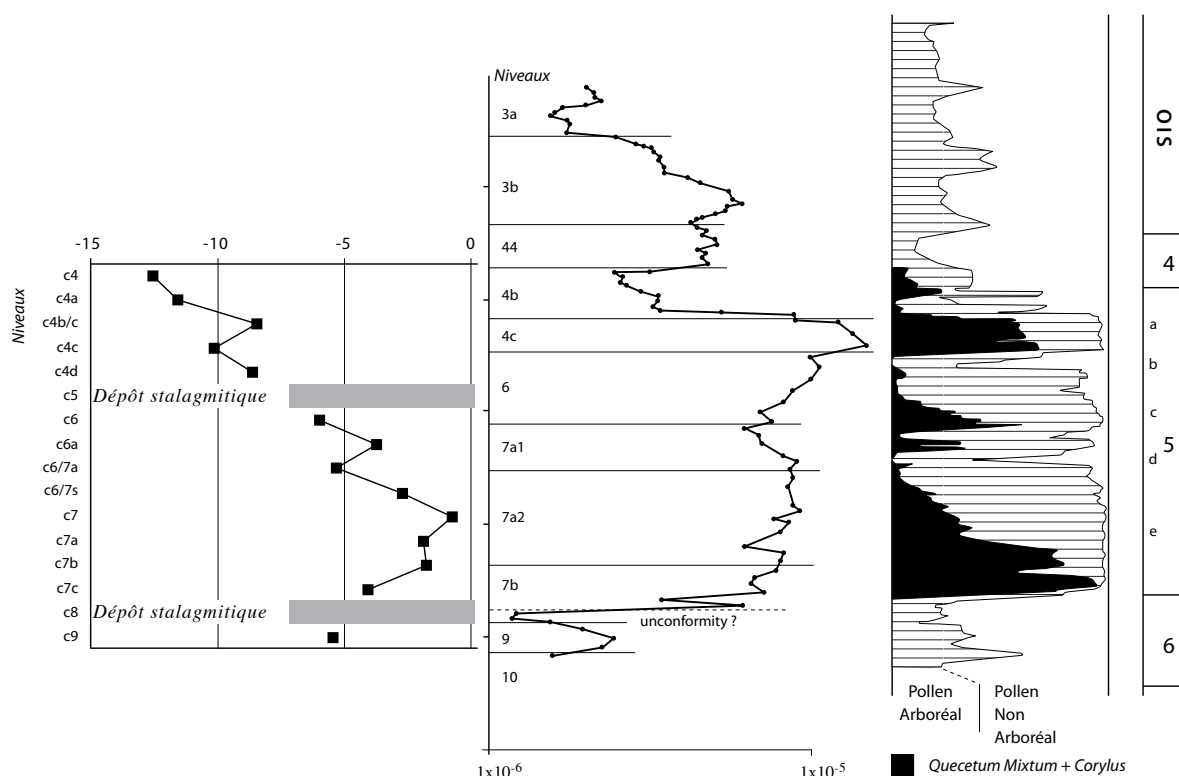 -15
-10
-5
0
Niveaux
c4
c4a
c4b/c
c4c
c4d
c5
Dépôt stalagmitique
c6
c6a
c6/7a
c6/7s
c7
c7a
c7b
c7c
c8
Dépôt stalagmitique
c9
Niveaux
3a
3b
44
4b
4c
6
7a1
7a2
7b
unconformity ?
9
10
1x10-6
1x10-5
OIS
4
a
b
c
5
d
e
6
Pollen
Arboréal
Pollen
Non
Arboréal
Quecetum Mixtum + Corylus